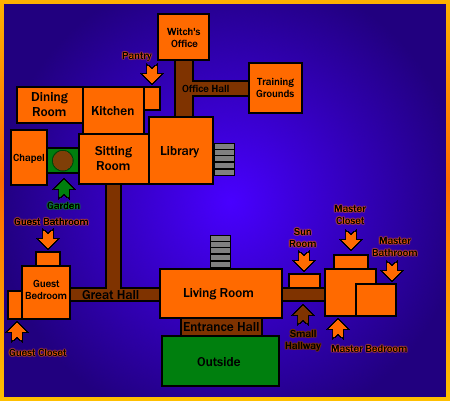 Witch's
Office
Pantry
Office Hall
Training
Grounds
Dining
Room
Kitchen
Chapel
Sitting
Room
Library
Garden
Guest Bathroom
Master
Closet
Sun
Room
Master
Bathroom
Guest
Bedroom
Great Hall
Living Room
Entrance Hall
Small
Hallway
Master Bedroom
Guest Closet
Outside